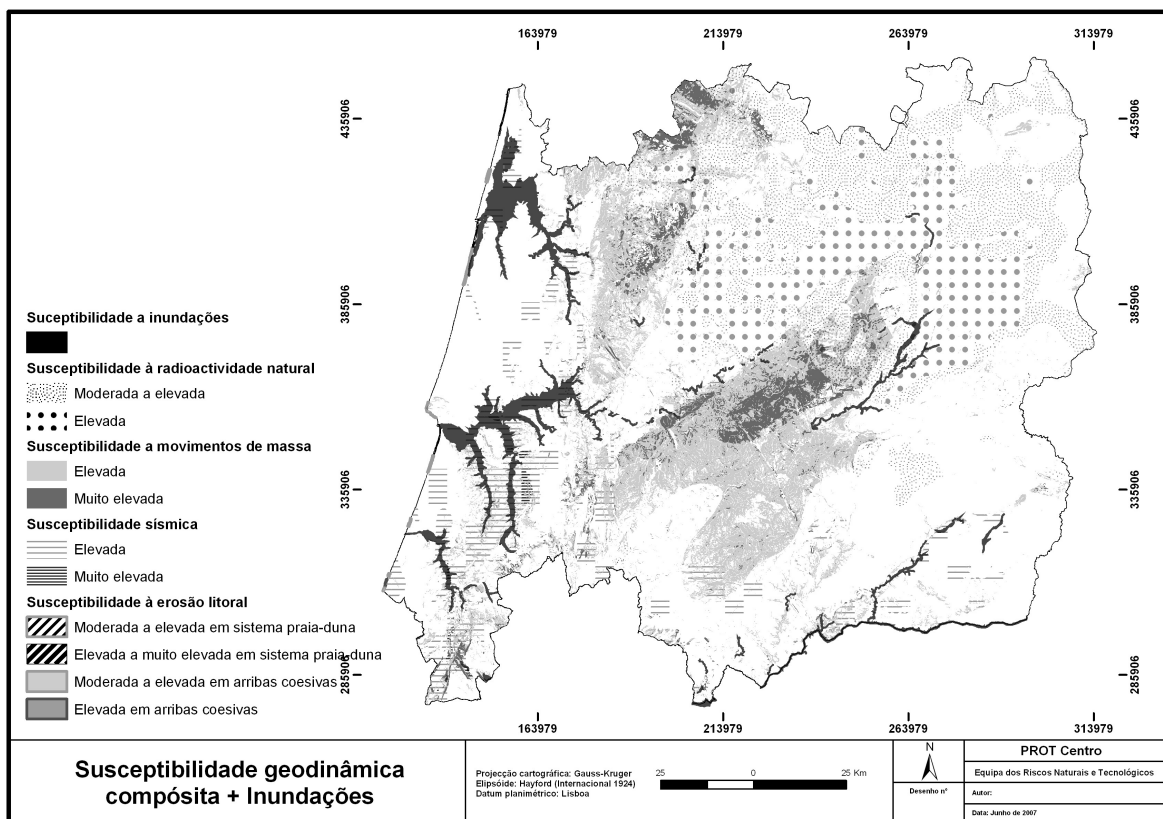 163979
213979
263979
313979
435906
435906
385906
385906
335906
335906
285906
285906
163979
213979
263979
313979
Suceptibilidade a inundações
Susceptibilidade à radioactividade natural
Moderada a elevada
Elevada
Susceptibilidade a movimentos de massa
Elevada
Muito elevada
Susceptibilidade sísmica
Elevada
Muito elevada
Susceptibilidade à erosão litoral
Moderada a elevada em sistema praia-duna
Elevada a muito elevada em sistema praia-duna
Moderada a elevada em arribas coesivas
Elevada em arribas coesivas
Susceptibilidade geodinâmica
compósita + Inundações
Projecção cartográfica: Gauss-Kruger
Elipsóide: Hayford (Internacional 1924)
Datum planimétrico: Lisboa
25 0 25 Km
N
Desenho nº
PROT Centro
Equipa dos Riscos Naturais e Tecnológicos
Autor:
Data: Junho de 2007